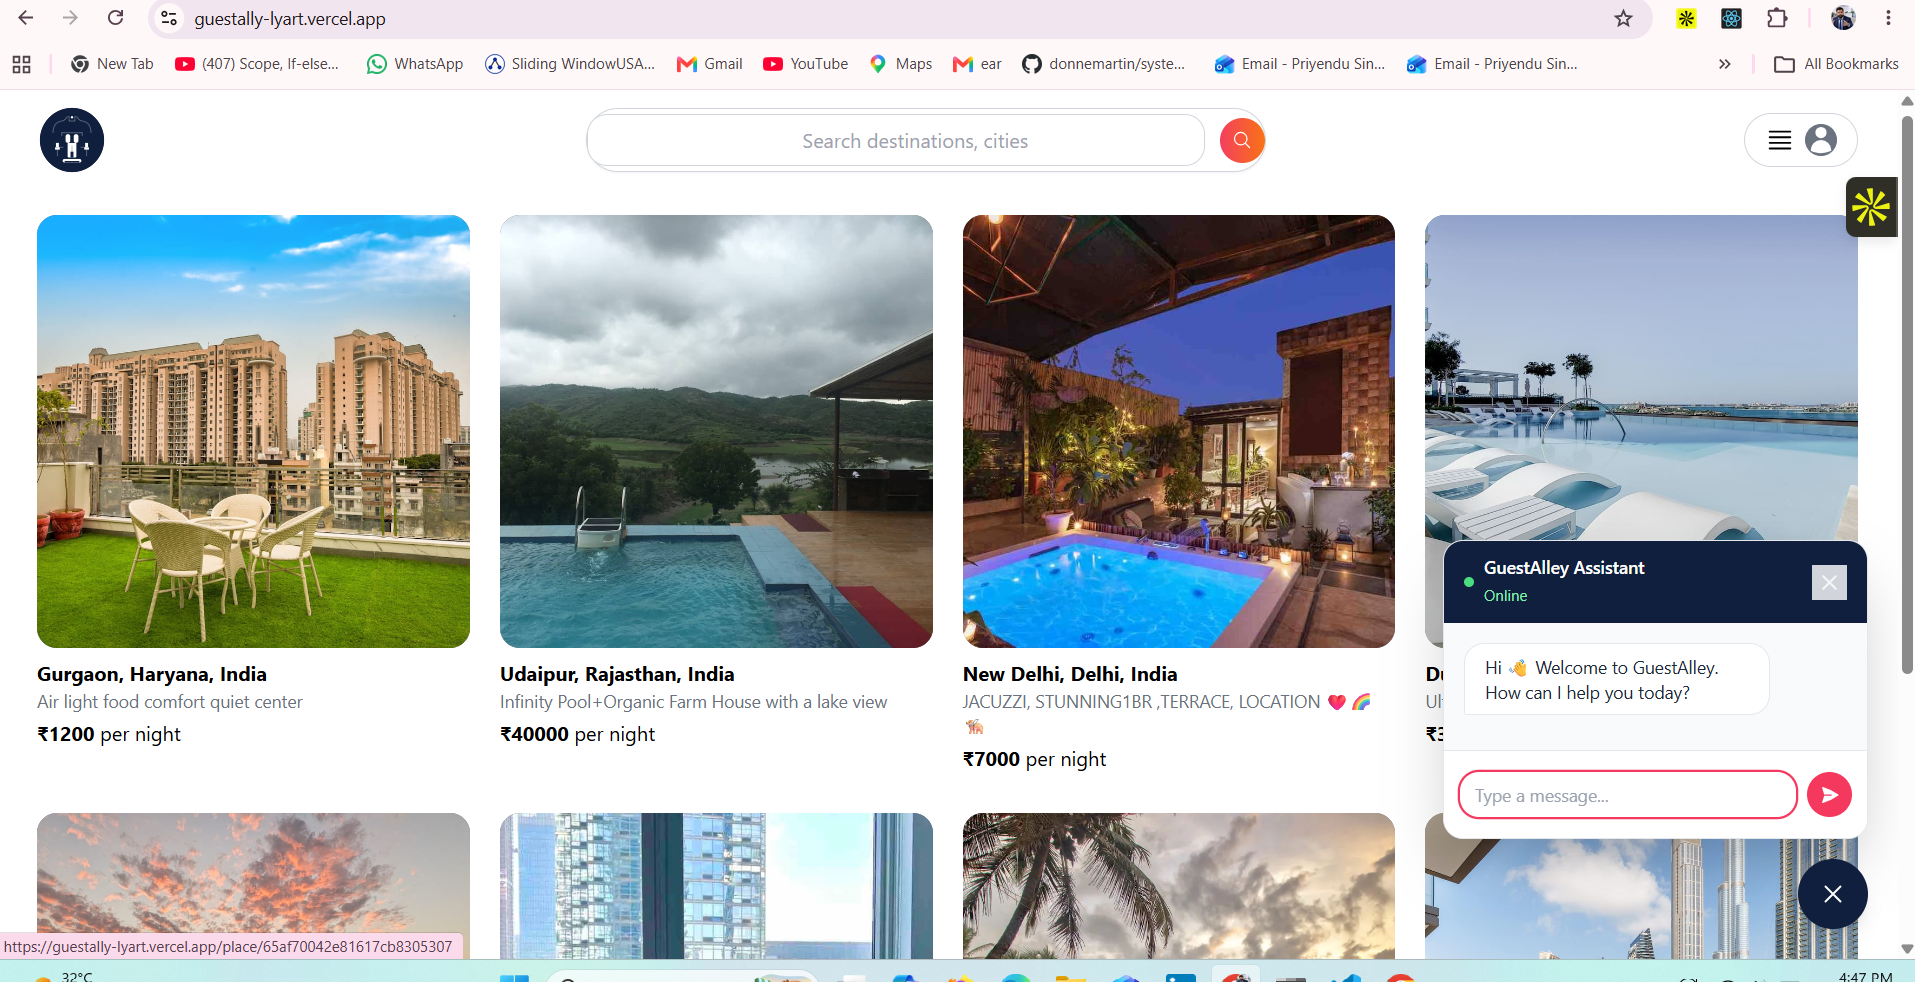 guestally-lyart.vercel.app
New Tab
(407) Scope, If-else...
WhatsApp
Sliding WindowUSA...
Gmail
YouTube
Maps
ear
donnemartin/syste...
Email - Priyendu Sin...
Email - Priyendu Sin...
All Bookmarks
Search destinations, cities
Gurgaon, Haryana, India
Air light food comfort quiet center
₹1200 per night
Udaipur, Rajasthan, India
Infinity Pool+Organic Farm House with a lake view
₹40000 per night
New Delhi, Delhi, India
JACUZZI, STUNNING1BR ,TERRACE, LOCATION ❤️ 🌈
🐪
₹7000 per night
GuestAlley Assistant
Online
Hi 👋 Welcome to GuestAlley.
How can I help you today?
Type a message...
https://guestally-lyart.vercel.app/place/65af70042e81617cb8305307
32°C
4:47 PM